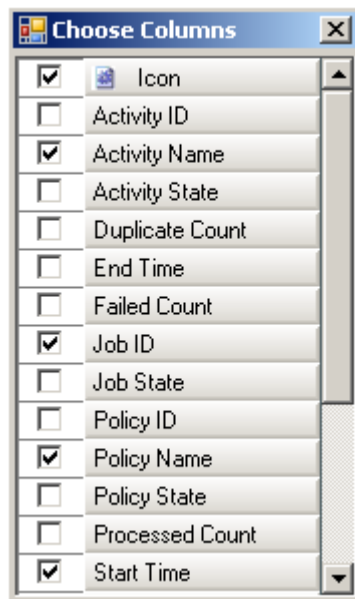 Choose Columns
Icon
Activity ID
Activity Name
Activity State
Duplicate Count
End Time
Failed Count
Job ID
Job State
Policy ID
Policy Name
Policy State
Processed Count
Start Time